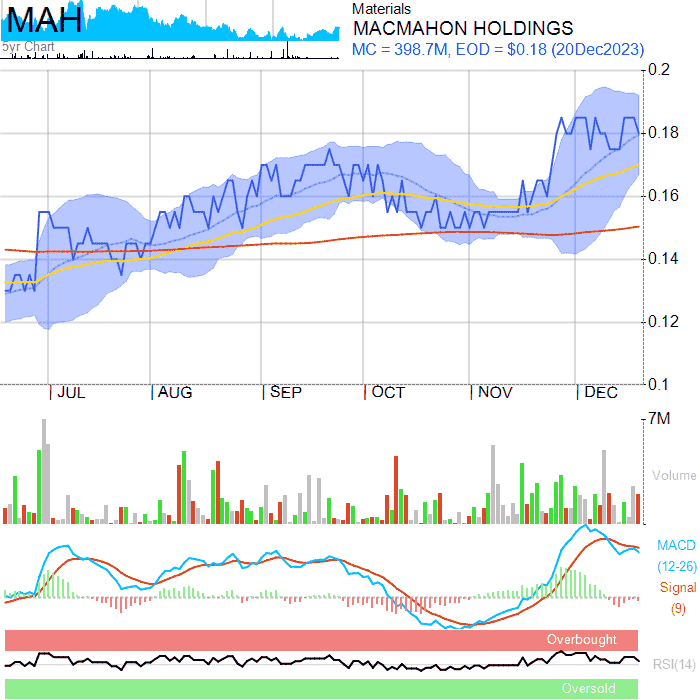 MAH
5yr Chart
Materials
MACMAHON HOLDINGS
MC = 398.7M, EOD = $0.18 (20Dec2023)
0.2
0.18
0.16
0.14
0.12
0.1
JUL AUG SEP OCT NOV DEC
7M
Volume
MACD
(12-26)
Signal
(9)
Overbought
RSI(14)
Oversold